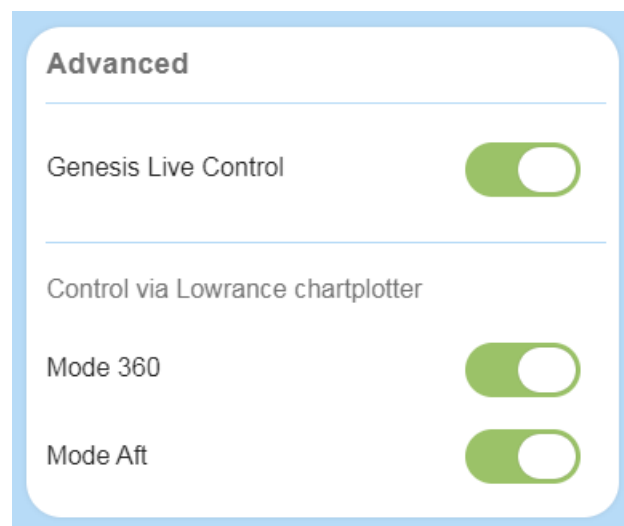 Advanced
Genesis Live Control
Control via Lowrance chartplotter
Mode 360
Mode Aft